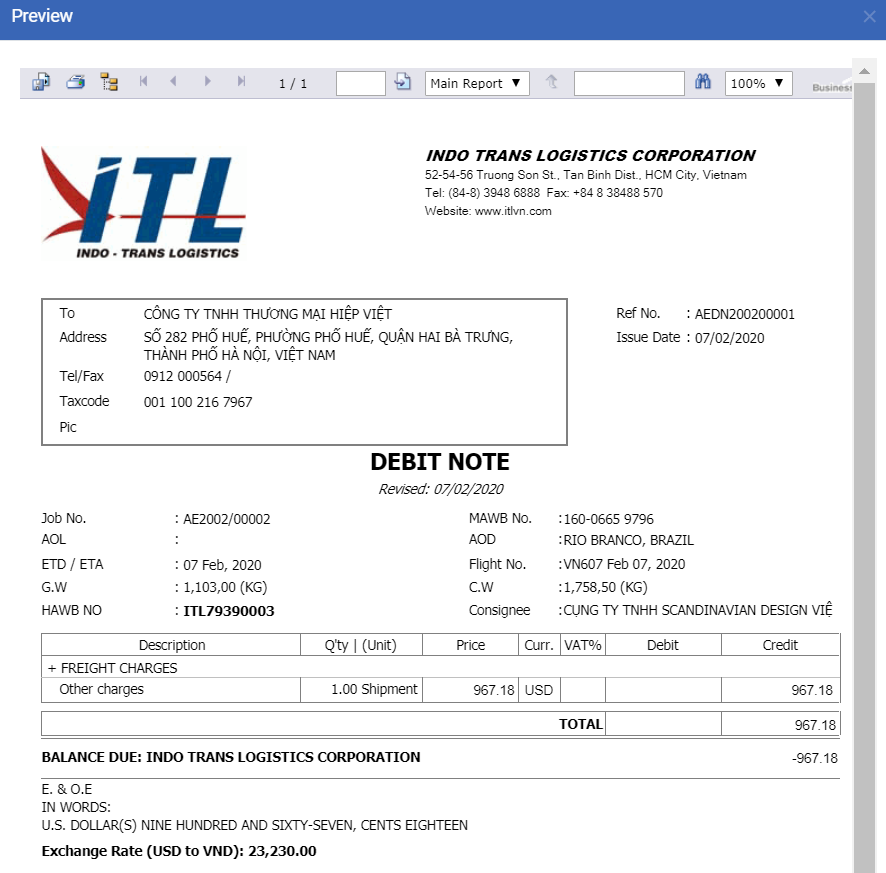 Preview
1 / 1
Main Report
100%
Business
iTL
INDO - TRANS LOGISTICS
INDO TRANS LOGISTICS CORPORATION
52-54-56 Truong Son St., Tan Binh Dist., HCM City, Vietnam
Tel: (84-8) 3948 6888 Fax: +84 8 38488 570
Website: www.itlvn.com
To CÔNG TY TNHH THƯƠNG MẠI HIỆP VIỆT
Address SỐ 282 PHỐ HUẾ, PHƯỜNG PHỐ HUẾ, QUẬN HAI BÀ TRƯNG,
THÀNH PHỐ HÀ NỘI, VIỆT NAM
Tel/Fax 0912 000564 /
Taxcode 001 100 216 7967
Pic
Ref No. : AEDN200200001
Issue Date : 07/02/2020
DEBIT NOTE
Revised: 07/02/2020
Job No. : AE2002/00002 MAWB No. :160-0665 9796
AOL : AOD :RIO BRANCO, BRAZIL
ETD / ETA : 07 Feb, 2020 Flight No. :VN607 Feb 07, 2020
G.W : 1,103,00 (KG) C.W :1,758,50 (KG)
HAWB NO : ITL79390003 Consignee :CỤNG TY TNHH SCANDINAVIAN DESIGN VIỆ
Description Q'ty | (Unit) Price Curr. VAT% Debit Credit
+ FREIGHT CHARGES
Other charges 1.00 Shipment 967.18 USD 967.18
TOTAL 967.18
BALANCE DUE: INDO TRANS LOGISTICS CORPORATION -967.18
E. & O.E
IN WORDS:
U.S. DOLLAR(S) NINE HUNDRED AND SIXTY-SEVEN, CENTS EIGHTEEN
Exchange Rate (USD to VND): 23,230.00